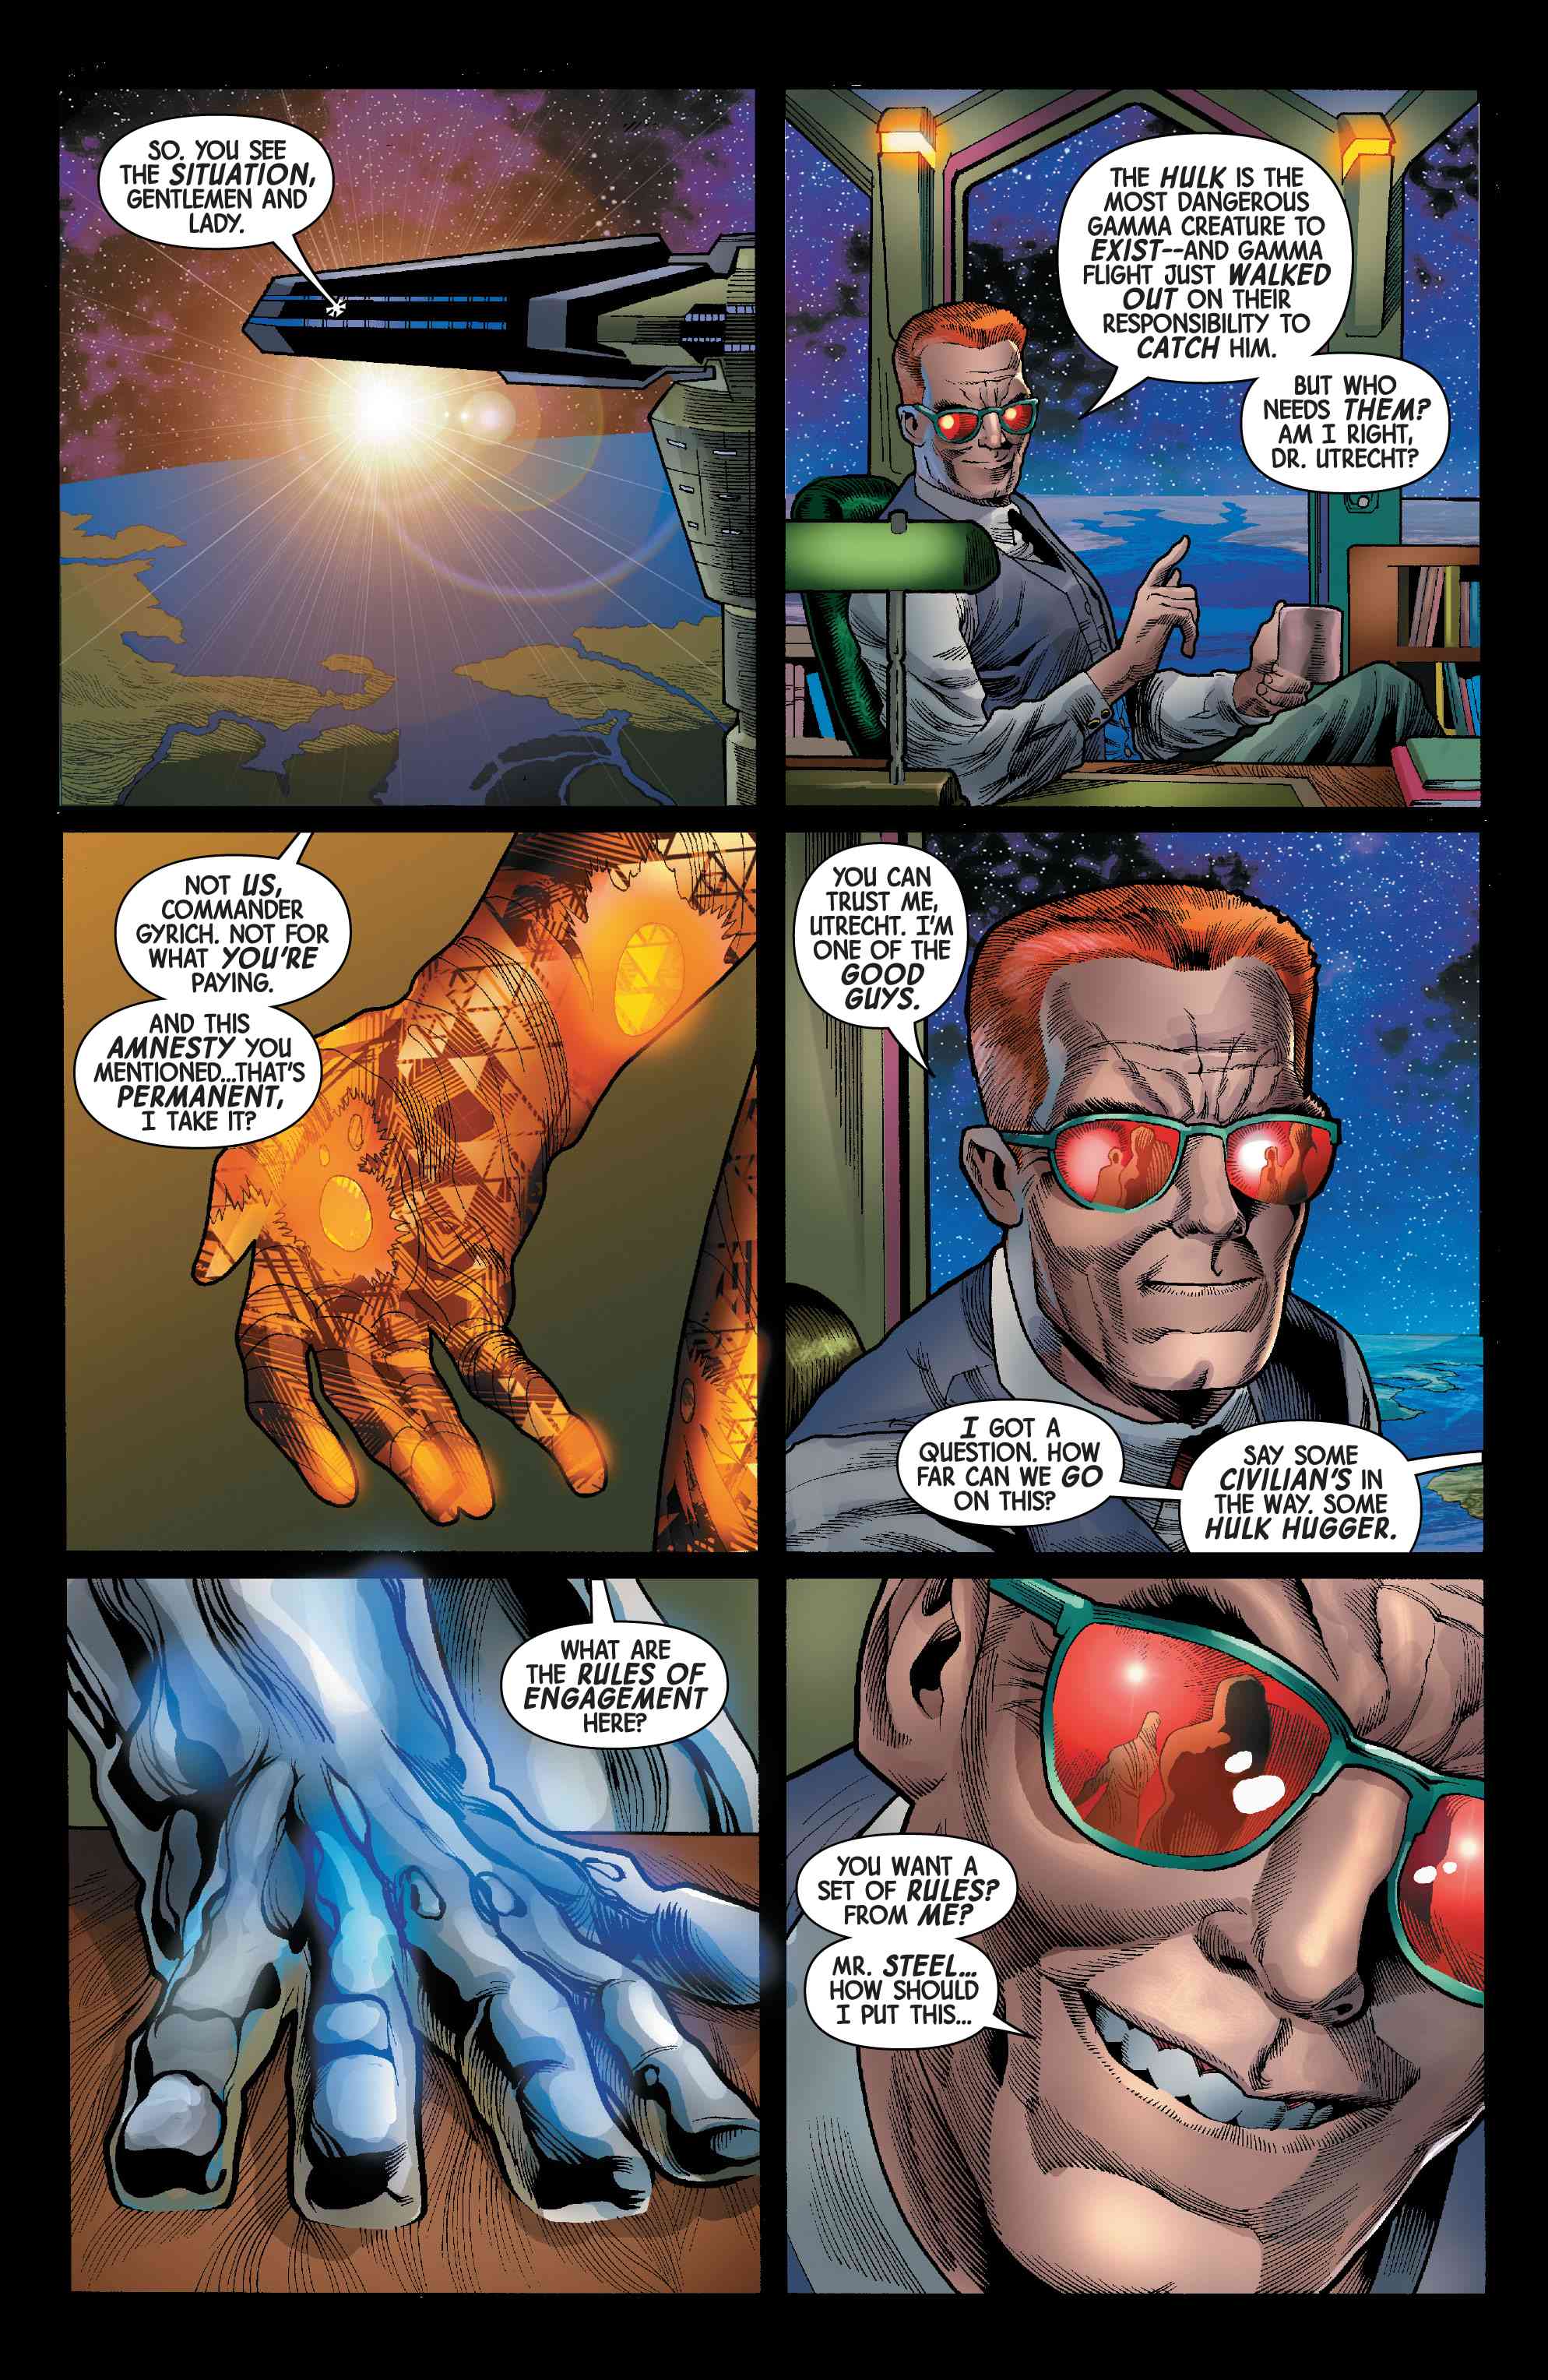 SO. YOU SEE
THE SITUATION,
GENTLEMEN AND
LADY.
THE HULK IS THE
MOST DANGEROUS
GAMMA CREATURE TO
EXIST--AND GAMMA
FLIGHT JUST WALKED
OUT ON THEIR
RESPONSIBILITY TO
CATCH HIM.
BUT WHO
NEEDS THEM?
AM I RIGHT,
DR. UTRECHT?
NOT US,
COMMANDER
GYRICH. NOT FOR
WHAT YOU'RE
PAYING.
AND THIS
AMNESTY YOU
MENTIONED...THAT'S
PERMANENT,
I TAKE IT?
YOU CAN
TRUST ME,
UTRECHT. I'M
ONE OF THE
GOOD
GUYS.
I GOT A
QUESTION. HOW
FAR CAN WE GO
ON THIS?
SAY SOME
CIVILIAN'S IN
THE WAY. SOME
HULK HUGGER.
WHAT ARE
THE RULES OF
ENGAGEMENT
HERE?
YOU WANT A
SET OF RULES?
FROM ME?
MR. STEEL...
HOW SHOULD
I PUT THIS...